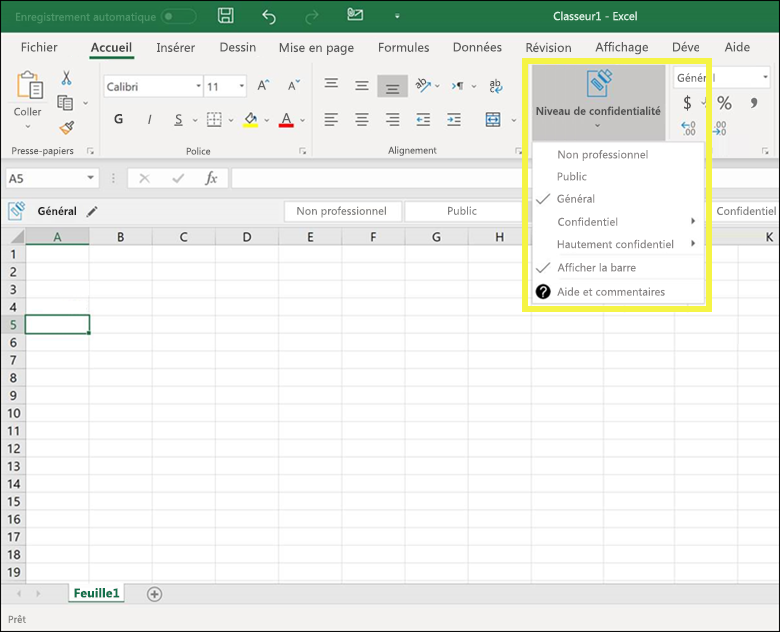 Enregistrement automatique
Classeur1 - Excel
Fichier Accueil Insérer Dessin Mise en page Formules Données Révision Affichage Déve Aide
Coller
Calibri 11
G I S A
ab
Niveau de confidentialité
Général
$ % 9
Presse-papiers Police Alignement
Non professionnel
Public
Général
Confidentiel
Hautement confidentiel
Afficher la barre
? Aide et commentaires
A5 fx
Général Non professionnel Public Confidentiel
A B C D E F G H K
1
2
3
4
5
6
7
8
9
10
11
12
13
14
15
16
17
18
19
Feuille1
Prêt